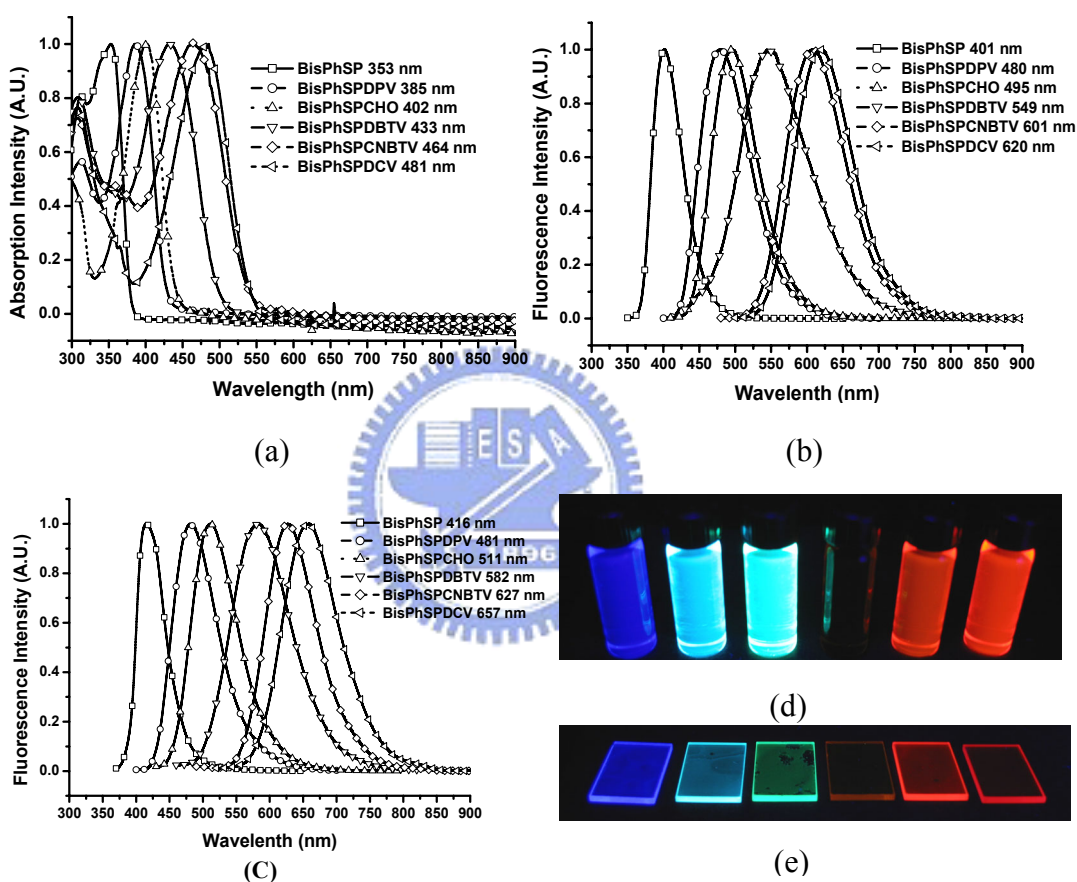 1.0
0.8
0.6
0.4
0.2
0.0
Absorption Intensity (A.U.)
BisPhSP 353 nm
BisPhSPDPV 385 nm
BisPhSPCHO 402 nm
BisPhSPDBTV 433 nm
BisPhSPCNBTV 464 nm
BisPhSPDCV 481 nm
300 350 400 450 500 550 600 650 700 750 800 850 900
Wavelength (nm)
(a)
1.0
0.8
0.6
0.4
0.2
0.0
Fluorescence Intensity (A.U.)
BisPhSP 401 nm
BisPhSPDPV 480 nm
BisPhSPCHO 495 nm
BisPhSPDBTV 549 nm
BisPhSPCNBTV 601 nm
BisPhSPDCV 620 nm
300 350 400 450 500 550 600 650 700 750 800 850 900
Wavelenth (nm)
(b)
E S A
1896
1.0
0.8
0.6
0.4
0.2
0.0
Fluorescence Intensity (A.U.)
BisPhSP 416 nm
BisPhSPDPV 481 nm
BisPhSPCHO 511 nm
BisPhSPDBTV 582 nm
BisPhSPCNBTV 627 nm
BisPhSPDCV 657 nm
300 350 400 450 500 550 600 650 700 750 800 850 900
Wavelenth (nm)
(C)
(d)
(e)